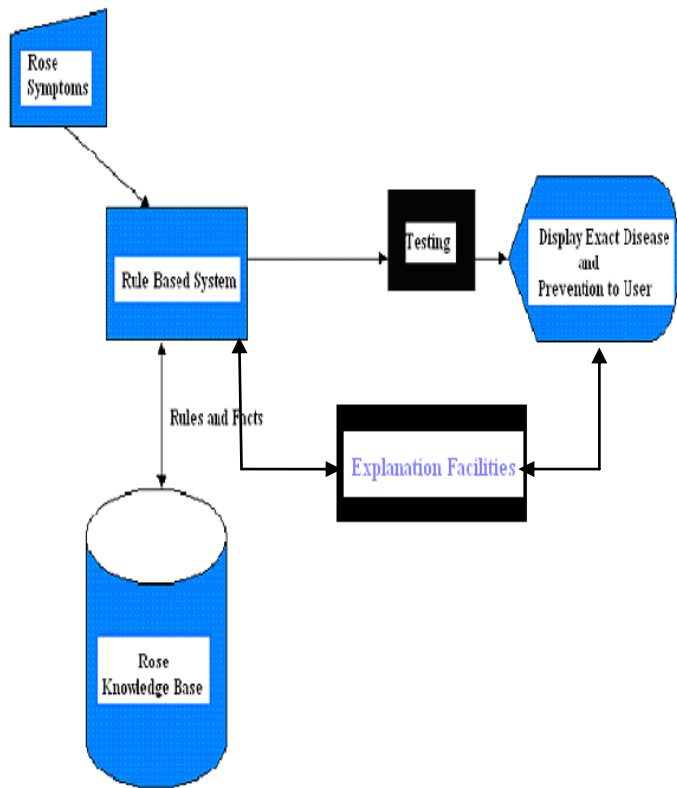 Rose
Symptoms
Testing
Display Exact Disease
and
Prevention to User
Rule Based System
Rules and Facts
Explanation Facilities
Rose
Knowledge Base